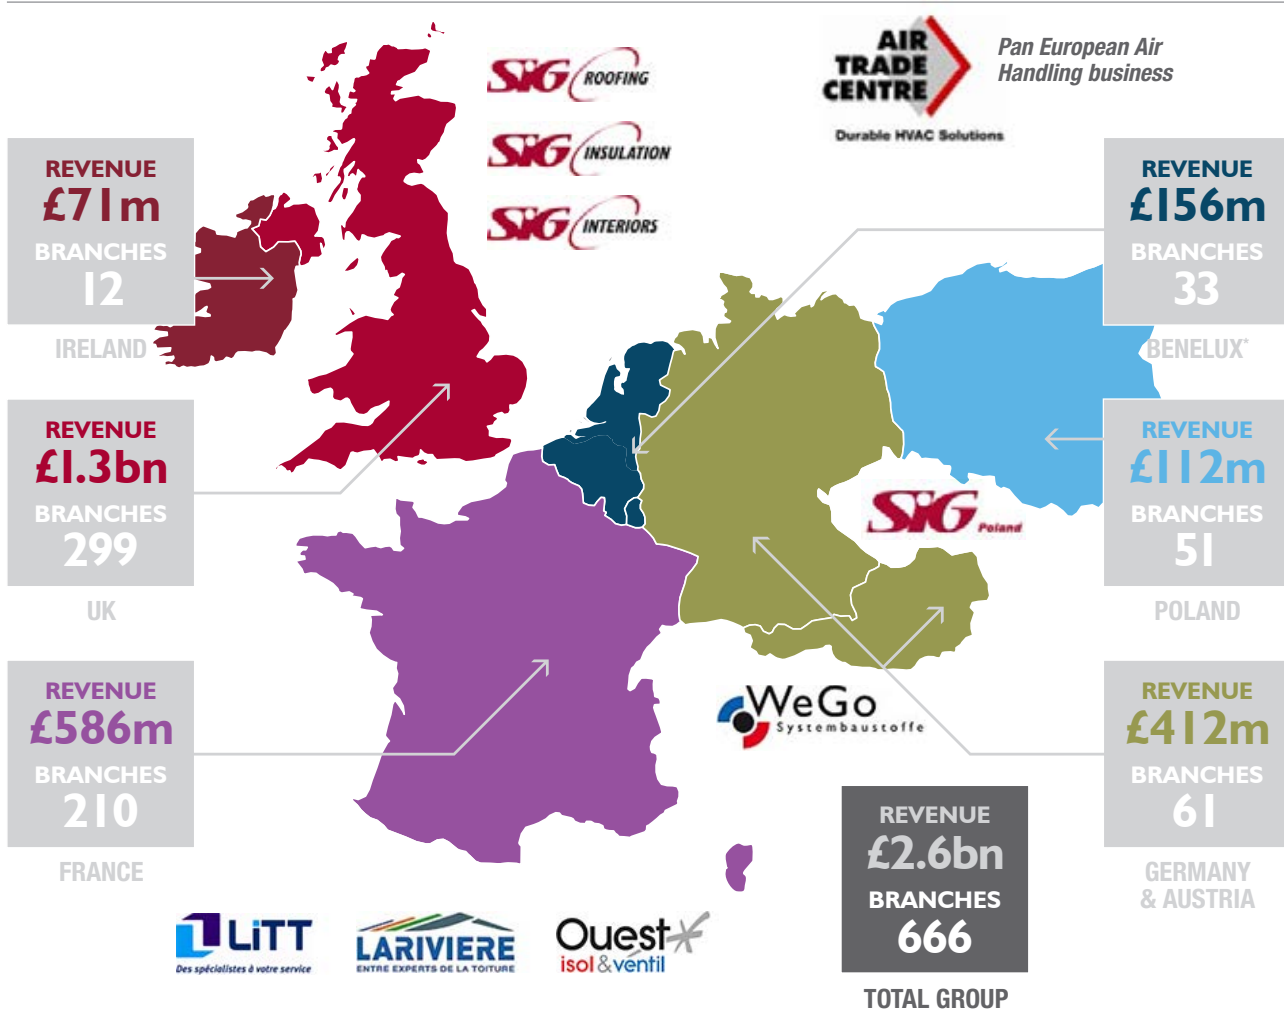 SIG ROOFING
SIG INSULATION
SIG INTERIORS
AIR
TRADE
CENTRE
Durable HVAC Solutions
Pan European Air
Handling business
REVENUE
£71m
BRANCHES
12
IRELAND
REVENUE
£1.3bn
BRANCHES
299
UK
REVENUE
£586m
BRANCHES
210
FRANCE
REVENUE
£156m
BRANCHES
33
BENELUX*
REVENUE
£112m
BRANCHES
51
POLAND
SIG Poland
REVENUE
£412m
BRANCHES
61
GERMANY
& AUSTRIA
WeGo
Systembaustoffe
REVENUE
£2.6bn
BRANCHES
666
TOTAL GROUP
LiTT
Des spécialistes à votre service
LARIVIERE
ENTRE EXPERTS DE LA TOITURE
Ouest
isol & ventil